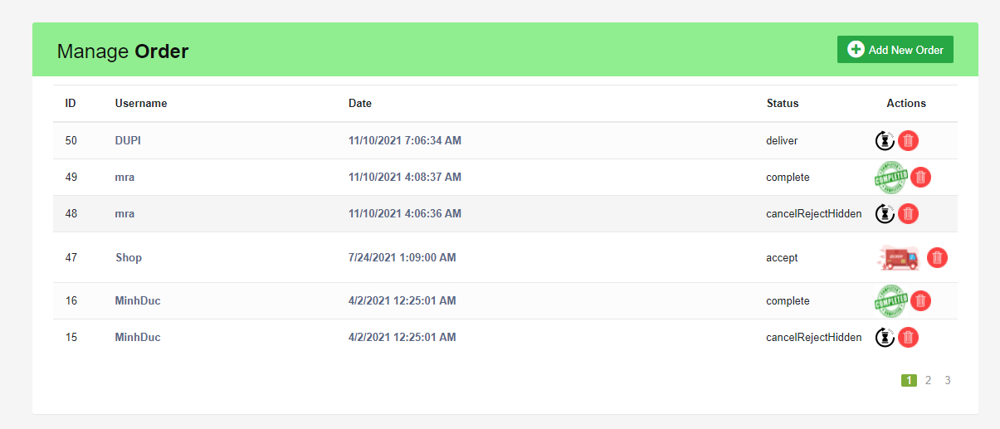 Manage Order
Add New Order
ID Username Date Status Actions
50 DUPI 11/10/2021 7:06:34 AM deliver
49 mra 11/10/2021 4:08:37 AM complete COMPLETED
48 mra 11/10/2021 4:06:36 AM cancelRejectHidden
47 Shop 7/24/2021 1:09:00 AM accept
16 MinhDuc 4/2/2021 12:25:01 AM complete COMPLETED
15 MinhDuc 4/2/2021 12:25:01 AM cancelRejectHidden
1 2 3